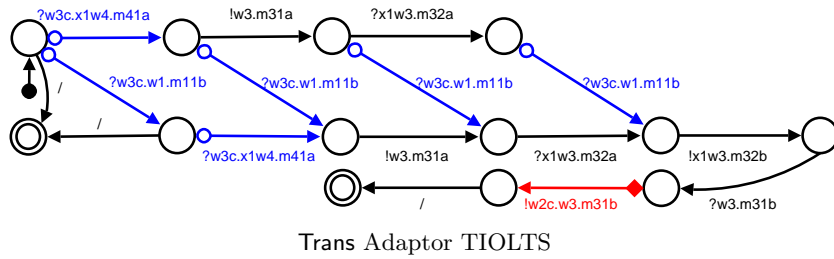 ?w3c.x1w4.m41a
!w3.m31a
?x1w3.m32a
/
?w3c.w1.m11b
?w3c.w1.m11b
?w3c.w1.m11b
?w3c.w1.m11b
/
?w3c.x1w4.m41a
!w3.m31a
?x1w3.m32a
!x1w3.m32b
/
!w2c.w3.m31b
?w3.m31b
Trans Adaptor TIOLTS